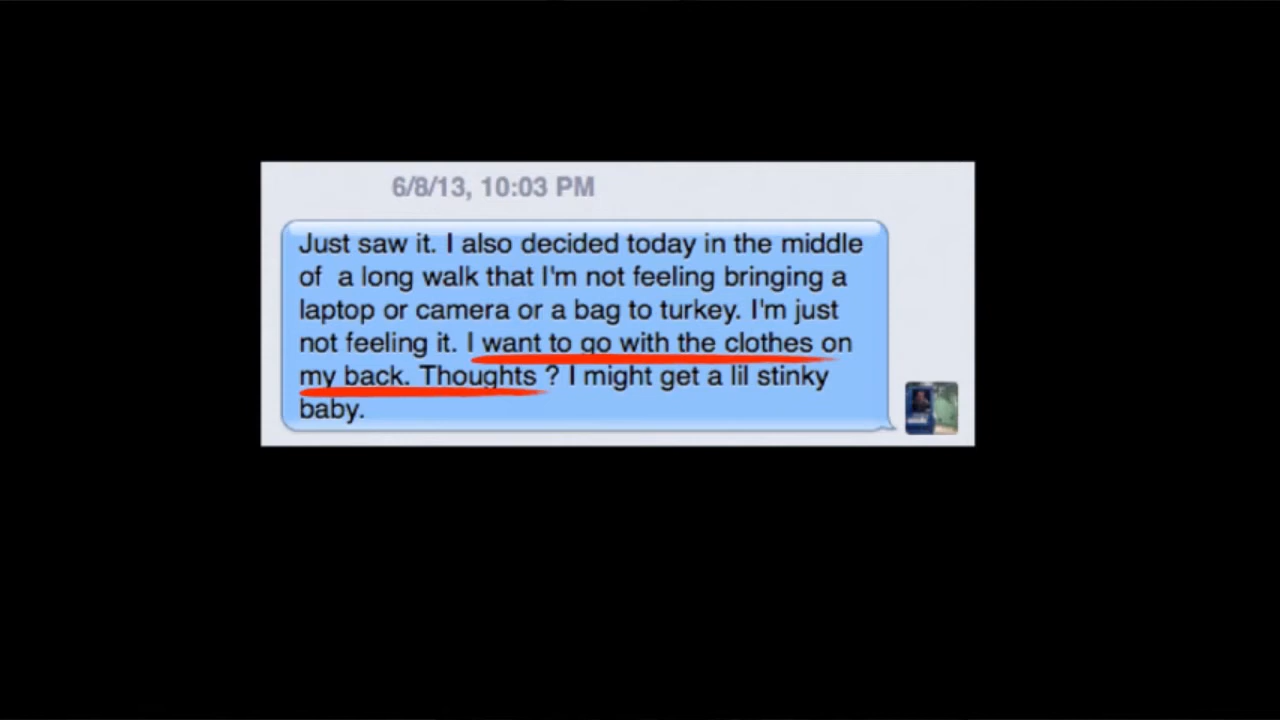 6/8/13, 10:03 PM
Just saw it. I also decided today in the middle
of a long walk that I'm not feeling bringing a
laptop or camera or a bag to turkey. I'm just
not feeling it. I want to go with the clothes on
my back. Thoughts ? I might get a lil stinky
baby.